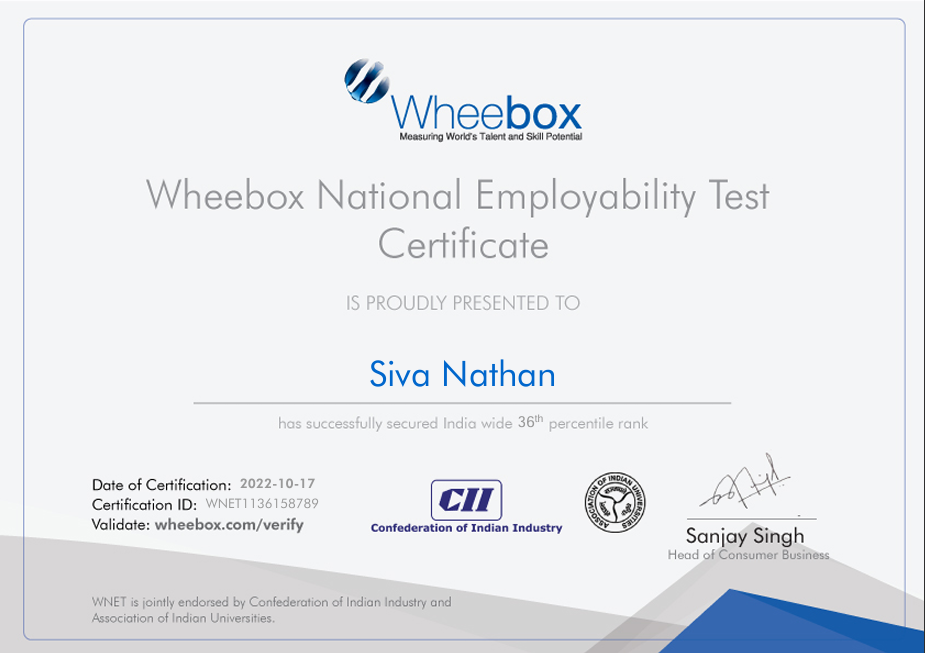 Wheebox
Measuring World's Talent and Skill Potential
Wheebox National Employability Test
Certificate
IS PROUDLY PRESENTED TO
Siva Nathan
has successfully secured India wide 36th percentile rank
Date of Certification: 2022-10-17
Certification ID: WNET1136158789
Validate: wheebox.com/verify
CII
Confederation of Indian Industry
ASSOCIATION OF INDIAN UNIVERSITIES
Sanjay Singh
Head of Consumer Business
WNET is jointly endorsed by Confederation of Indian Industry and
Association of Indian Universities.